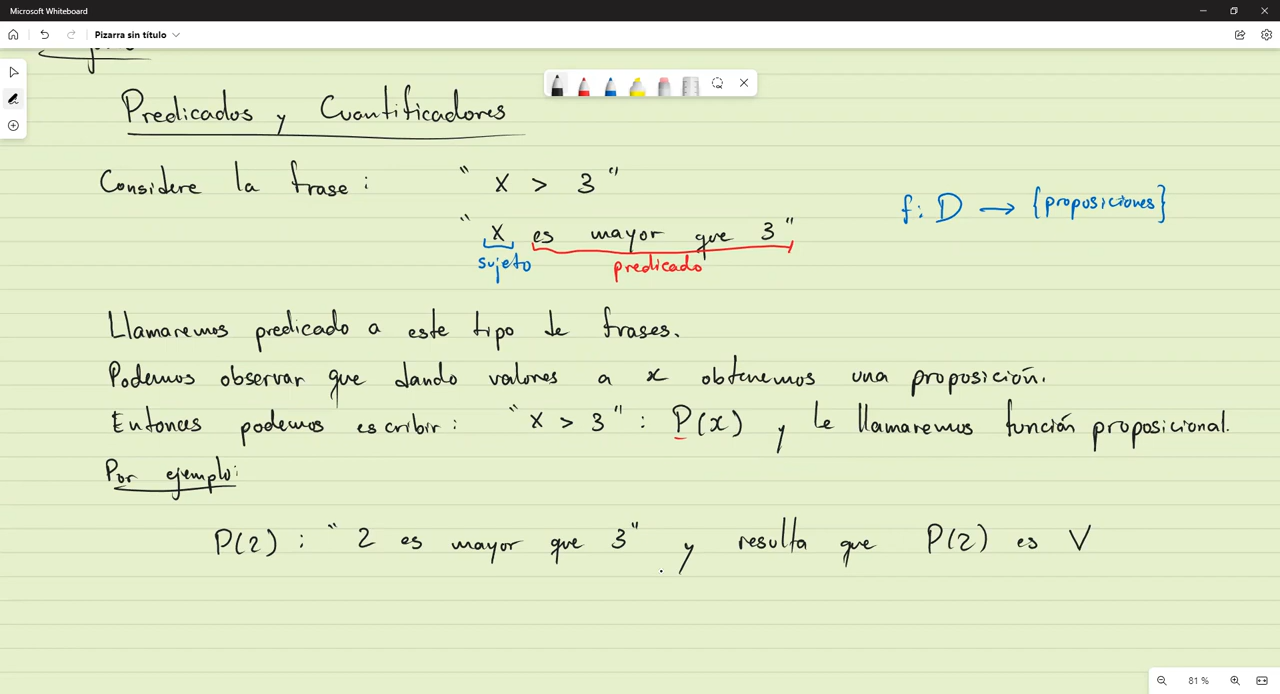 Microsoft Whiteboard
Pizarra sin título
Predicados y Cuantificadores
Considere la frase: "x > 3"
"x es mayor que 3"
sujeto predicado
f: D → {proposiciones}
Llamaremos predicado a este tipo de frases.
Podemos observar que dando valores a x obtenemos una proposición.
Entonces podemos escribir: "x > 3": P(x) y le llamaremos función proposicional.
Por ejemplo:
P(2): "2 es mayor que 3" y resulta que P(2) es V
81 %